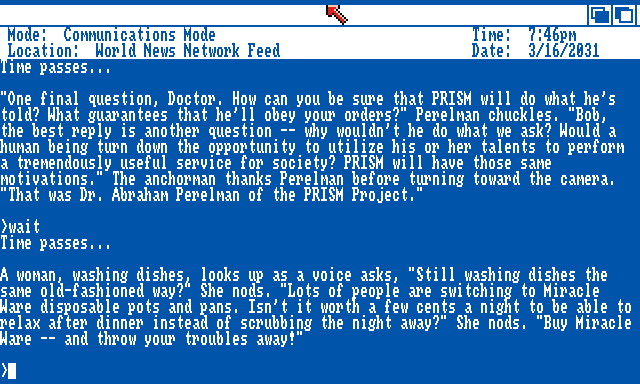 Mode: Communications Mode Time: 7:46pm
Location: World News Network Feed Date: 3/16/2031
Time passes...
"One final question, Doctor. How can you be sure that PRISM will do what he's
told? What guarantees that he'll obey your orders?" Perelman chuckles. "Bob,
the best reply is another question -- why wouldn't he do what we ask? Would a
human being turn down the opportunity to utilize his or her talents to perform
a tremendously useful service for society? PRISM will have those same
motivations." The anchorman thanks Perelman before turning toward the camera.
"That was Dr. Abraham Perelman of the PRISM Project."
>wait
Time passes...
A woman, washing dishes, looks up as a voice asks, "Still washing dishes the
same old-fashioned way?" She nods. "Lots of people are switching to Miracle
Ware disposable pots and pans. Isn't it worth a few cents a night to be able to
relax after dinner instead of scrubbing the night away?" She nods. "Buy Miracle
Ware -- and throw your troubles away!"
>